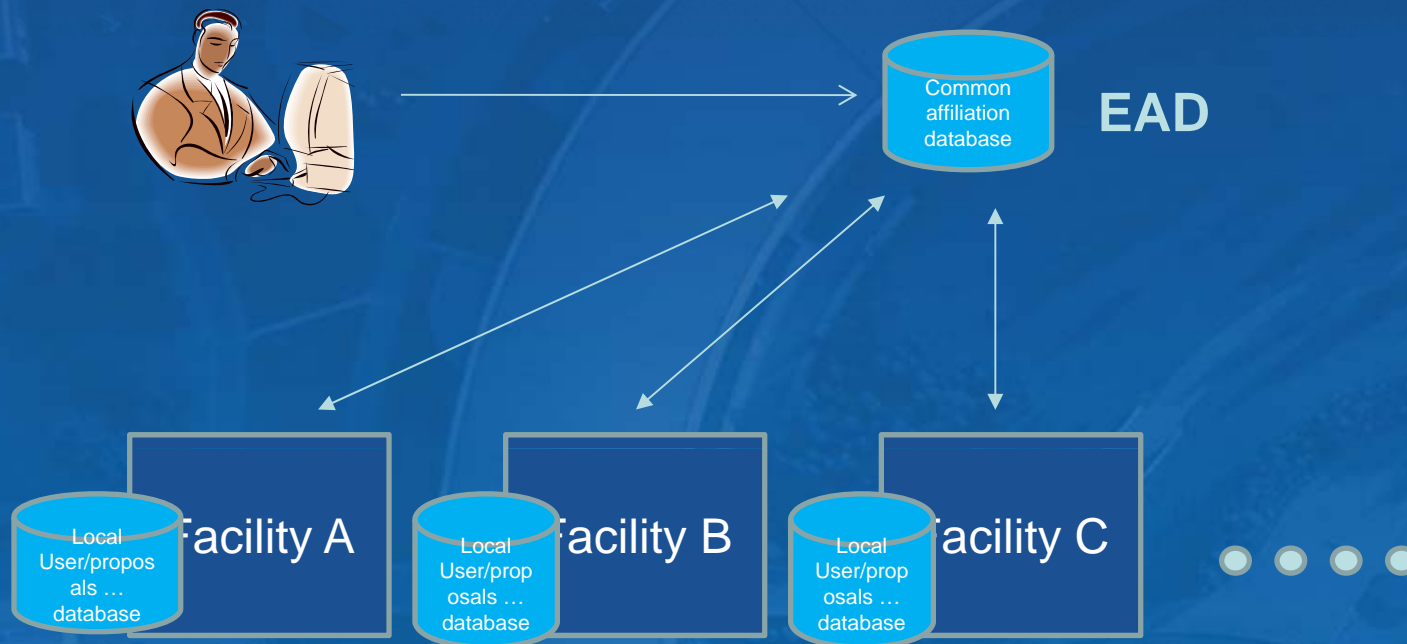 Common
affiliation
database
EAD
Facility A
Local
User/propos
als …
database
Facility B
Local
User/prop
osals …
database
Facility C
Local
User/prop
osals …
database